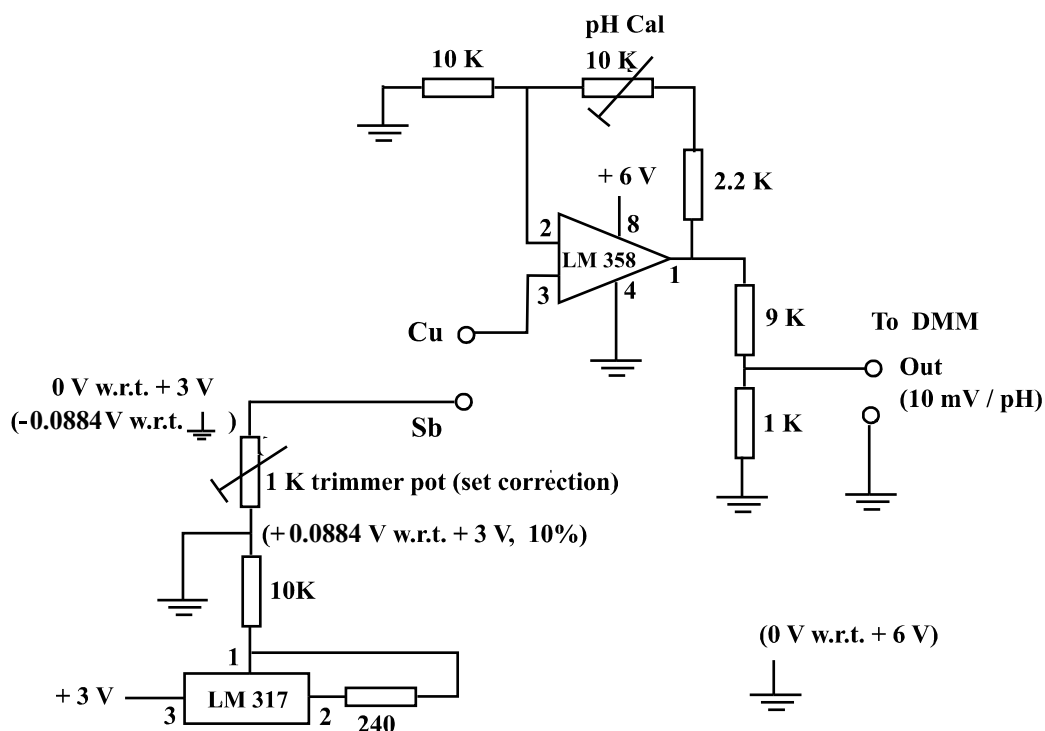 pH Cal
10 K
10 K
2.2 K
+ 6 V
8
2
LM 358
1
3
4
Cu
9 K
To DMM
Out
(10 mV / pH)
0 V w.r.t. + 3 V
(-0.0884 V w.r.t. )
Sb
1 K
1 K trimmer pot (set correction)
(+0.0884 V w.r.t. + 3 V, 10%)
10K
(0 V w.r.t. + 6 V)
1
+ 3 V
LM 317
3
2
240